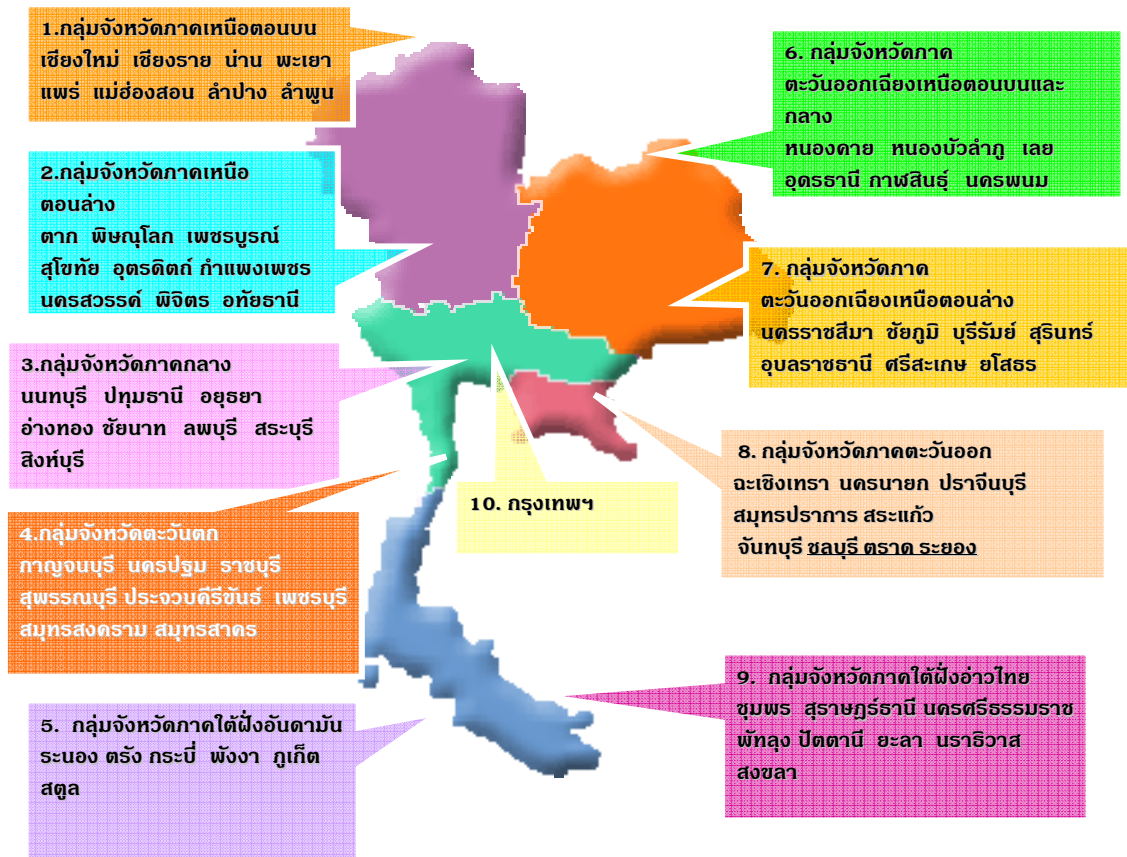 1.กลุ่มจังหวัดภาคเหนือตอนบน
เชียงใหม่ เชียงราย น่าน พะเยา
แพร่ แม่ฮ่องสอน ลำปาง ลำพูน
2.กลุ่มจังหวัดภาคเหนือ
ตอนล่าง
ตาก พิษณุโลก เพชรบูรณ์
สุโขทัย อุตรดิตถ์ กำแพงเพชร
นครสวรรค์ พิจิตร อทัยธานี
3.กลุ่มจังหวัดภาคกลาง
นนทบุรี ปทุมธานี อยุธยา
อ่างทอง ชัยนาท ลพบุรี สระบุรี
สิงห์บุรี
4.กลุ่มจังหวัดตะวันตก
กาญจนบุรี นครปฐม ราชบุรี
สุพรรณบุรี ประจวบคีรีขันธ์ เพชรบุรี
สมุทรสงคราม สมุทรสาคร
5. กลุ่มจังหวัดภาคใต้ฝั่งอันดามัน
ระนอง ตรัง กระบี่ พังงา ภูเก็ต
สตูล
6. กลุ่มจังหวัดภาค
ตะวันออกเฉียงเหนือตอนบนและ
กลาง
หนองคาย หนองบัวลำภู เลย
อุดรธานี กาฬสินธุ์ นครพนม
7. กลุ่มจังหวัดภาค
ตะวันออกเฉียงเหนือตอนล่าง
นครราชสีมา ชัยภูมิ บุรีรัมย์ สุรินทร์
อุบลราชธานี ศรีสะเกษ ยโสธร
8. กลุ่มจังหวัดภาคตะวันออก
ฉะเชิงเทรา นครนายก ปราจีนบุรี
สมุทรปราการ สระแก้ว
จันทบุรี ชลบุรี ตราด ระยอง
9. กลุ่มจังหวัดภาคใต้ฝั่งอ่าวไทย
ชุมพร สุราษฎร์ธานี นครศรีธรรมราช
พัทลุง ปัตตานี ยะลา นราธิวาส
สงขลา
10. กรุงเทพฯ